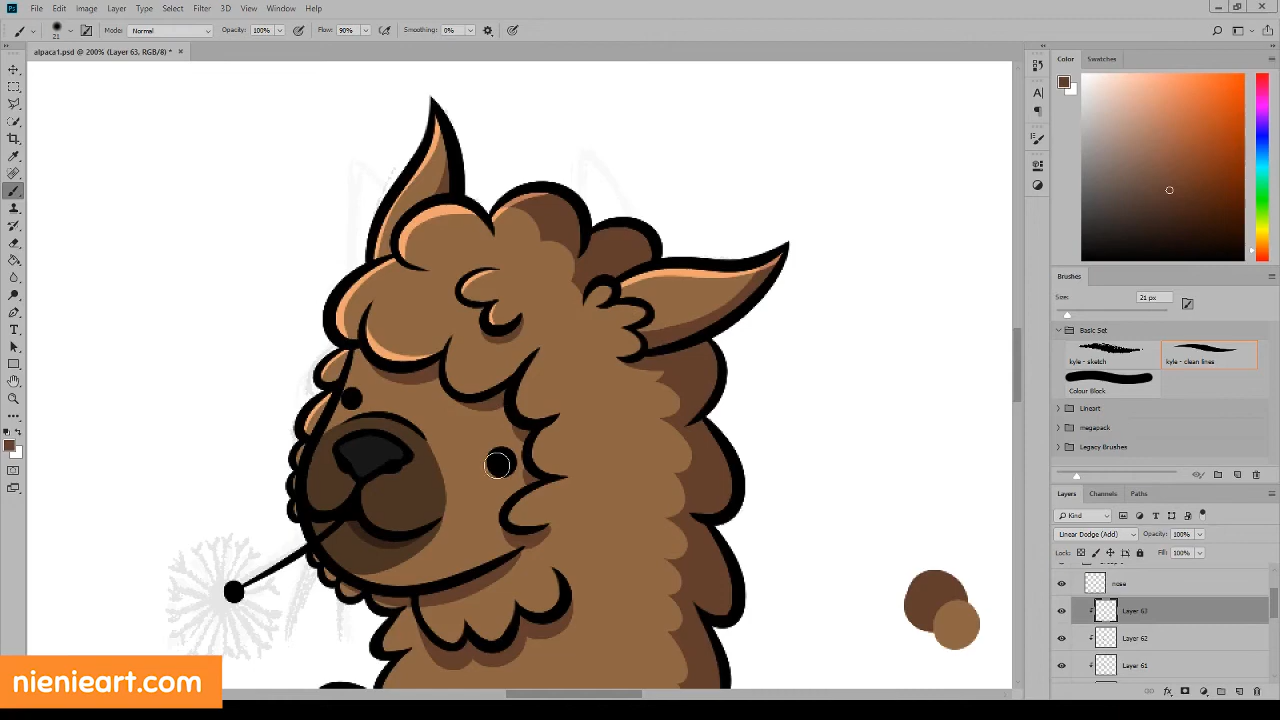 File Edit Image Layer Type Select Filter 3D View Window Help
Mode: Normal Opacity: 100% Flow: 90% Smoothing: 0%
21
alpaca1.psd @ 200% (Layer 63, RGB/8) * ×
Color Swatches
Brushes
Size: 21 px
Basic Set
kyle - sketch kyle - clean lines
Colour Block
Lineart
megapack
Legacy Brushes
Layers Channels Paths
Kind
Linear Dodge (Add) Opacity: 100%
Lock: Fill: 100%
nose
Layer 63
Layer 62
Layer 61
nienieart.com